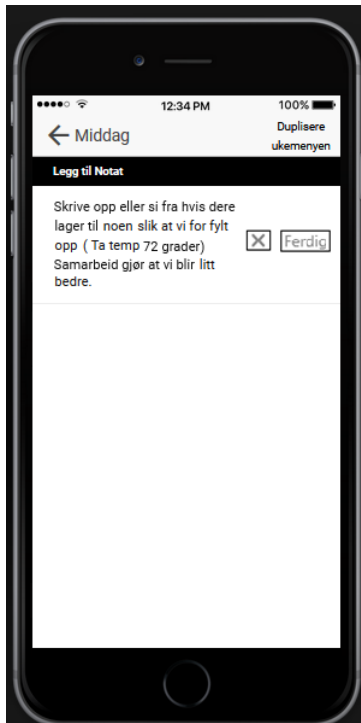 12:34 PM 100%
Middag Duplisere
ukemenyen
Legg til Notat
Skrive opp eller si fra hvis dere
lager til noen slik at vi for fylt
opp ( Ta temp 72 grader)
Samarbeid gjør at vi blir litt
bedre.
Ferdig